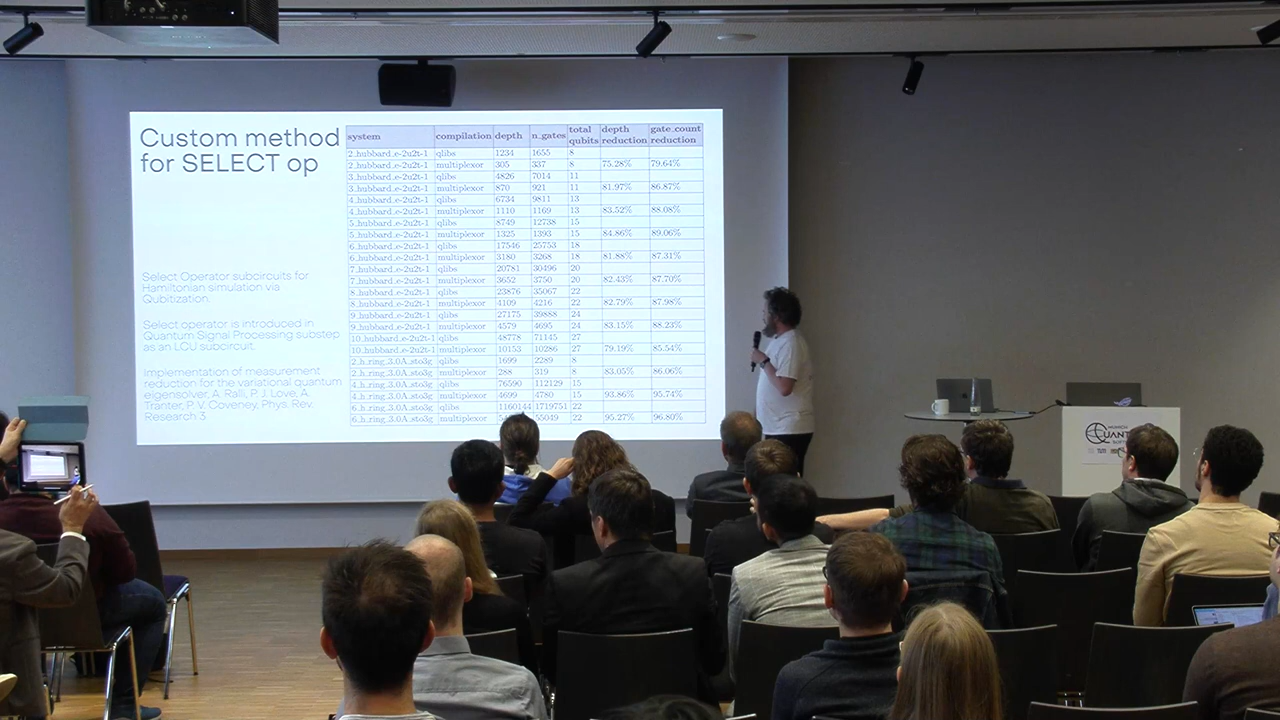 Custom method
for SELECT op
Select Operator subcircuits for
Hamiltonian simulation via
Qubitization.
Select operator is introduced in
Quantum Signal Processing substep
as an LCU subcircuit.
Implementation of measurement
reduction for the variational quantum
eigensolver, A. Ralli, P. J. Love, A.
Tranter, P. V. Coveney, Phys. Rev.
Research, 3
system compilation depth n_gates total qubits depth reduction gate_count reduction
2_hubbard_e-2u2t-1 qlibs 1234 1655 8
2_hubbard_e-2u2t-1 multiplexor 305 337 8 75.28% 79.64%
3_hubbard_e-2u2t-1 qlibs 4826 7014 11
3_hubbard_e-2u2t-1 multiplexor 870 921 11 81.97% 86.87%
4_hubbard_e-2u2t-1 qlibs 6734 9811 13
4_hubbard_e-2u2t-1 multiplexor 1110 1169 13 83.52% 88.08%
5_hubbard_e-2u2t-1 qlibs 8749 12738 15
5_hubbard_e-2u2t-1 multiplexor 1325 1393 15 84.86% 89.06%
6_hubbard_e-2u2t-1 qlibs 17546 25753 18
6_hubbard_e-2u2t-1 multiplexor 3180 3268 18 81.88% 87.31%
7_hubbard_e-2u2t-1 qlibs 20781 30496 20
7_hubbard_e-2u2t-1 multiplexor 3652 3750 20 82.43% 87.70%
8_hubbard_e-2u2t-1 qlibs 23876 35067 22
8_hubbard_e-2u2t-1 multiplexor 4109 4216 22 82.79% 87.98%
9_hubbard_e-2u2t-1 qlibs 27175 39888 24
9_hubbard_e-2u2t-1 multiplexor 4579 4695 24 83.15% 88.23%
10_hubbard_e-2u2t-1 qlibs 48778 71145 27
10_hubbard_e-2u2t-1 multiplexor 10153 10286 27 79.19% 85.54%
2_h_ring_3.0A_sto3g qlibs 1699 2289 8
2_h_ring_3.0A_sto3g multiplexor 288 319 8 83.05% 86.06%
4_h_ring_3.0A_sto3g qlibs 76590 112129 15
4_h_ring_3.0A_sto3g multiplexor 4699 4780 15 93.86% 95.74%
6_h_ring_3.0A_sto3g qlibs 1160144 1719751 22
6_h_ring_3.0A_sto3g multiplexor 55049 22 95.27% 96.80%